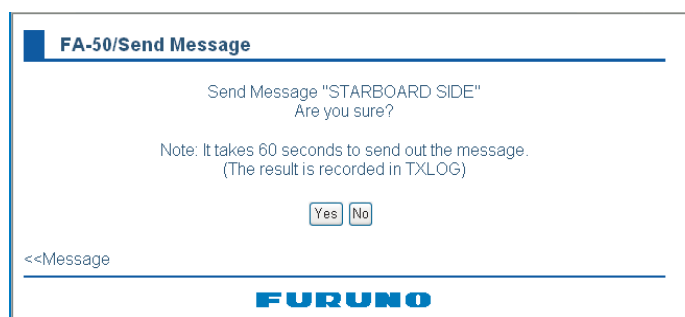 FA-50/Send Message
Send Message "STARBOARD SIDE"
Are you sure?
Note: It takes 60 seconds to send out the message.
(The result is recorded in TXLOG)
Yes No
<<Message
FURUNO